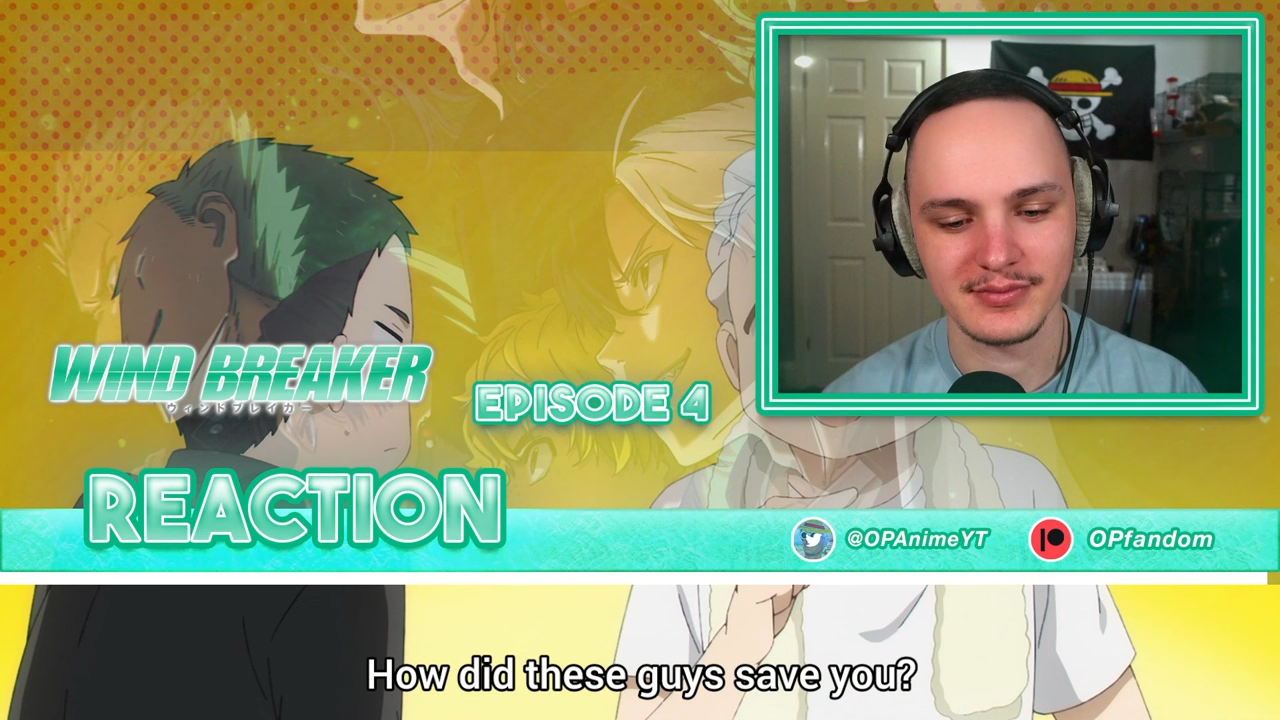 WIND BREAKER
ウィンドブレイカー
EPISODE 4
REACTION
@OPAnimeYT
OPfandom
How did these guys save you?